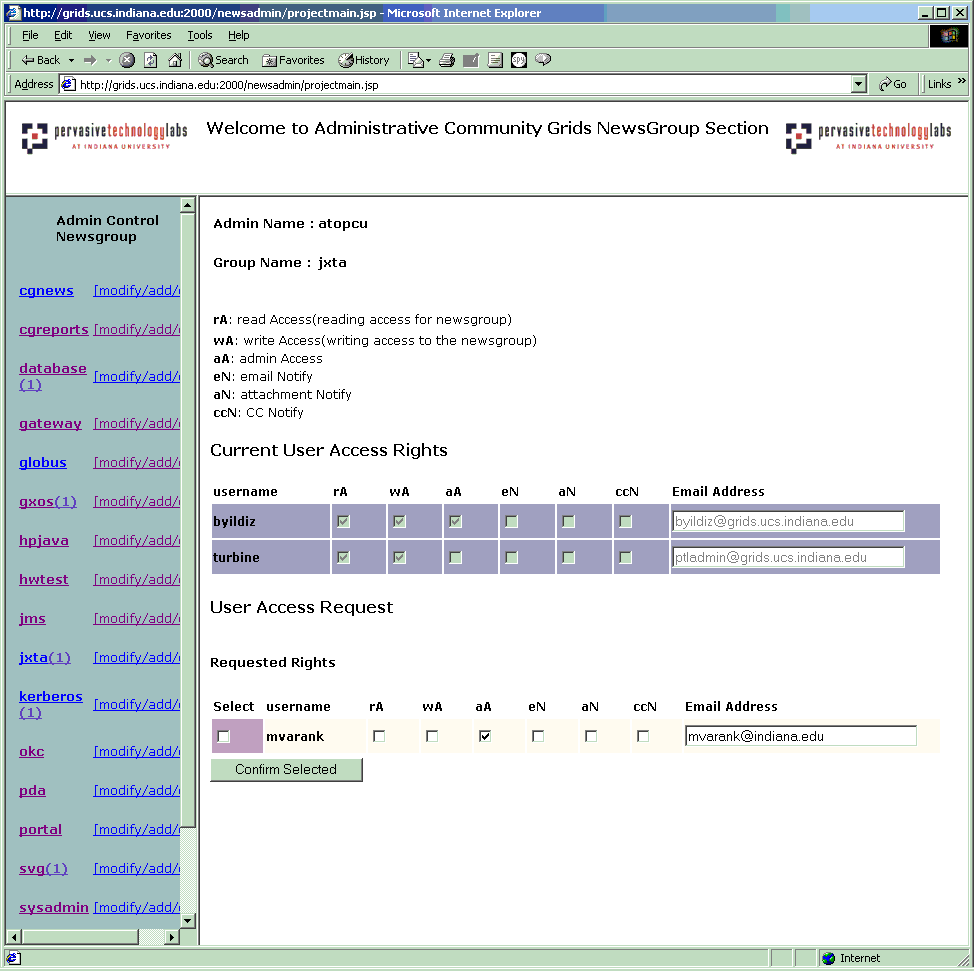 http://grids.ucs.indiana.edu:2000/newsadmin/projectmain.jsp - Microsoft Internet Explorer
File Edit View Favorites Tools Help
Back Search Favorites History
Address http://grids.ucs.indiana.edu:2000/newsadmin/projectmain.jsp Go Links »
pervasivetechnologylabs
AT INDIANA UNIVERSITY
Welcome to Administrative Community Grids NewsGroup Section
pervasivetechnologylabs
AT INDIANA UNIVERSITY
Admin Control
Newsgroup
cgnews [modify/add/
cgreports [modify/add/
database
(1) [modify/add/
gateway [modify/add/
globus [modify/add/
gxos(1) [modify/add/
hpjava [modify/add/
hwtest [modify/add/
jms [modify/add/
jxta(1) [modify/add/
kerberos
(1) [modify/add/
okc [modify/add/
pda [modify/add/
portal [modify/add/
svg(1) [modify/add/
sysadmin [modify/add/
Admin Name : atopcu
Group Name : jxta
rA: read Access(reading access for newsgroup)
wA: write Access(writing access to the newsgroup)
aA: admin Access
eN: email Notify
aN: attachment Notify
ccN: CC Notify
Current User Access Rights
username rA wA aA eN aN ccN Email Address
byildiz byildiz@grids.ucs.indiana.edu
turbine ptladmin@grids.ucs.indiana.edu
User Access Request
Requested Rights
Select username rA wA aA eN aN ccN Email Address
mvarank mvarank@indiana.edu
Confirm Selected
Internet